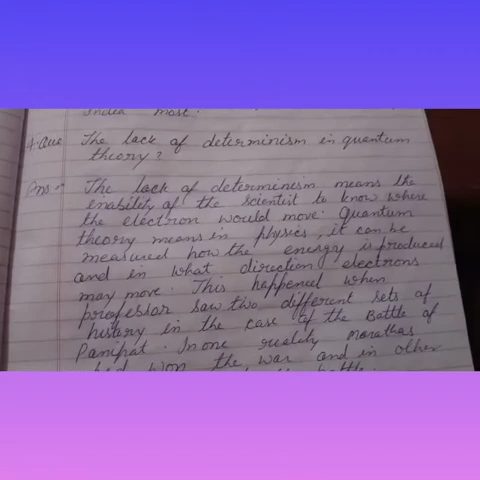 India most.
4. Que The lack of determinism in quantum
theory?
Ans:- The lack of determinism means the
enability of the scientist to know where
the electron would move. Quantum
theory means in physics, it can be
measured how the energy is produced
and in what direction electrons
may move. This happened when
professor saw two different sets of
history in the case of the Battle of
Panipat. In one reality Marathas
had won the war and in other
battle.